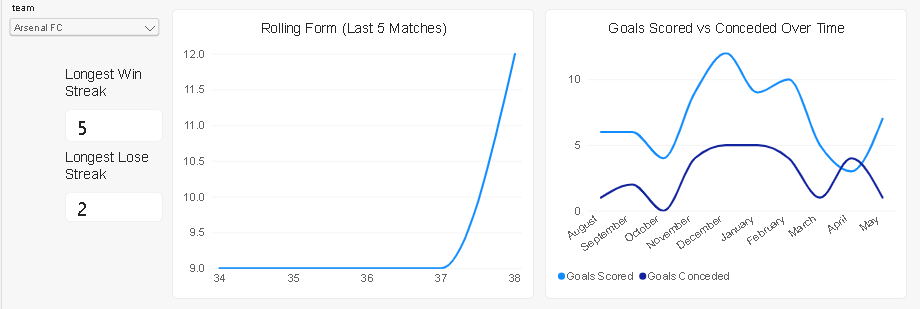 team
Arsenal FC
Longest Win
Streak
5
Longest Lose
Streak
2
Rolling Form (Last 5 Matches)
12.0
11.5
11.0
10.5
10.0
9.5
9.0
34 35 36 37 38
Goals Scored vs Conceded Over Time
10
5
0
August September October November December January February March April May
Goals Scored Goals Conceded